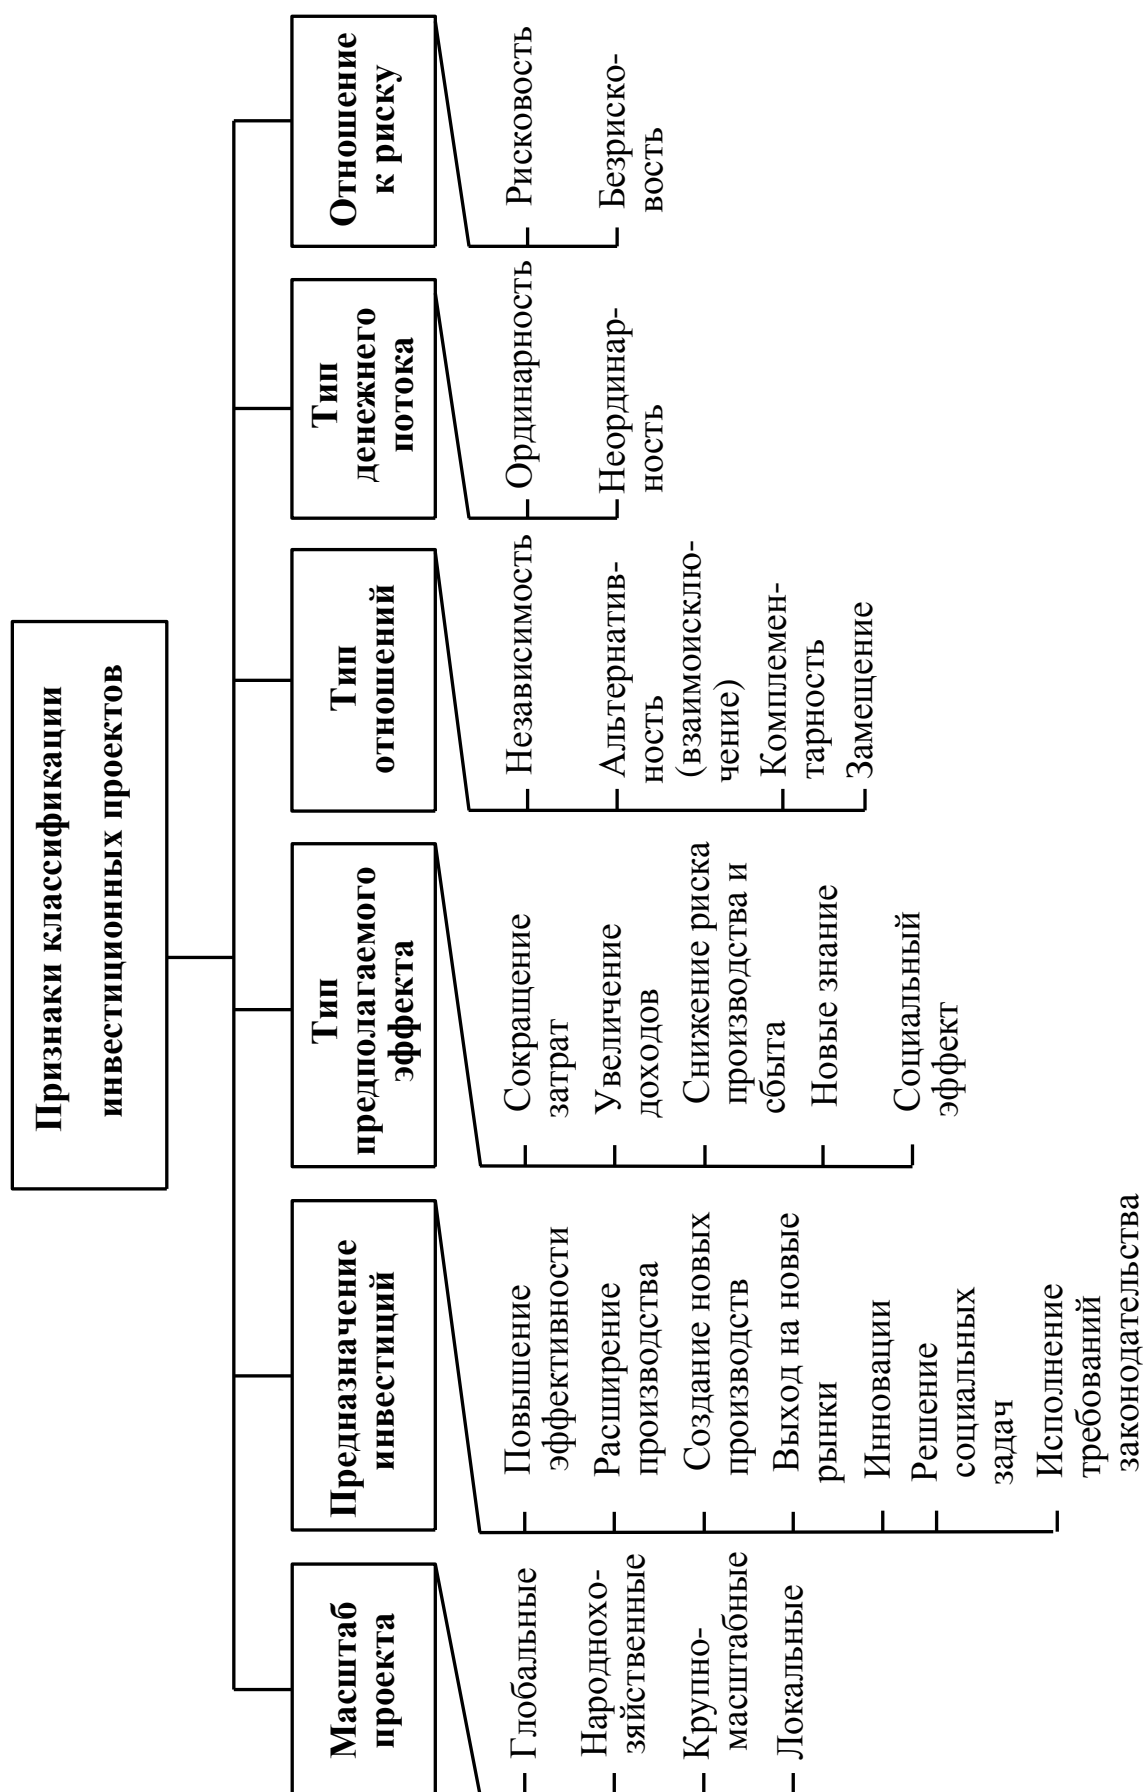 Признаки классификации
инвестиционных проектов
Масштаб
проекта
Глобальные
Народнохо-
зяйственные
Крупно-
масштабные
Локальные
Предназначение
инвестиций
Повышение
эффективности
Расширение
производства
Создание новых
производств
Выход на новые
рынки
Инновации
Решение
социальных
задач
Исполнение
требований
законодательства
Тип
предполагаемого
эффекта
Сокращение
затрат
Увеличение
доходов
Снижение риска
производства и
сбыта
Новые знание
Социальный
эффект
Тип
отношений
Независимость
Альтернатив-
ность
(взаимоисклю-
чение)
Комплемен-
тарность
Замещение
Тип
денежнего
потока
Ординарность
Неординар-
ность
Отношение
к риску
Рисковость
Безриско-
вость